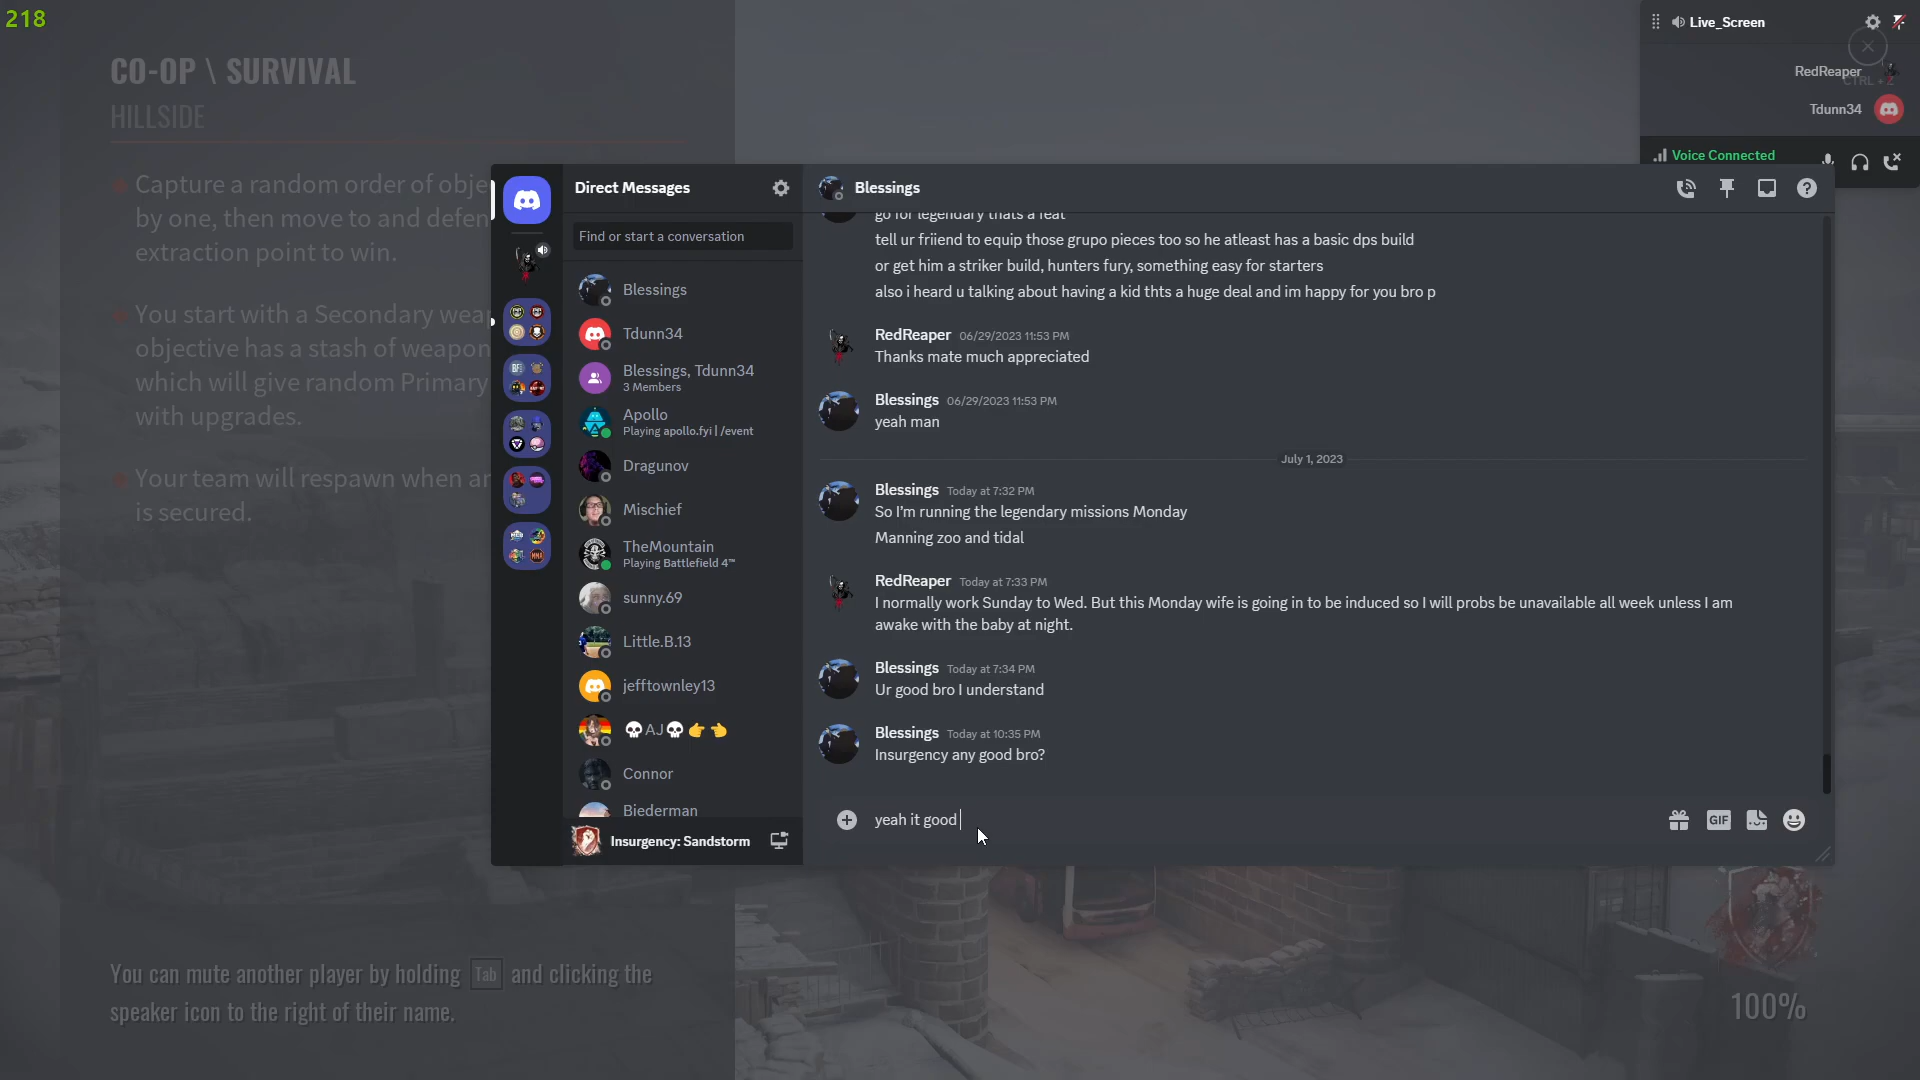 218
CO-OP \ SURVIVAL
HILLSIDE
Capture a random order of obje
by one, then move to and defen
extraction point to win.
You start with a Secondary wea
objective has a stash of weapon
which will give random Primary
with upgrades.
Your team will respawn when an
is secured.
You can mute another player by holding Tab and clicking the
speaker icon to the right of their name.
100%
Live_Screen
RedReaper
CTRL + Z
Tdunn34
Voice Connected
Direct Messages
Find or start a conversation
Blessings
Tdunn34
Blessings, Tdunn34
3 Members
Apollo
Playing apollo.fyi | /event
Dragunov
Mischief
TheMountain
Playing Battlefield 4™
sunny.69
Little.B.13
jefftownley13
💀AJ💀👉👈
Connor
Biederman
Insurgency: Sandstorm
Blessings
go for legendary thats a feat
tell ur friiend to equip those grupo pieces too so he atleast has a basic dps build
or get him a striker build, hunters fury, something easy for starters
also i heard u talking about having a kid thts a huge deal and im happy for you bro p
RedReaper 06/29/2023 11:53 PM
Thanks mate much appreciated
Blessings 06/29/2023 11:53 PM
yeah man
July 1, 2023
Blessings Today at 7:32 PM
So I'm running the legendary missions Monday
Manning zoo and tidal
RedReaper Today at 7:33 PM
I normally work Sunday to Wed. But this Monday wife is going in to be induced so I will probs be unavailable all week unless I am
awake with the baby at night.
Blessings Today at 7:34 PM
Ur good bro I understand
Blessings Today at 10:35 PM
Insurgency any good bro?
yeah it good
GIF